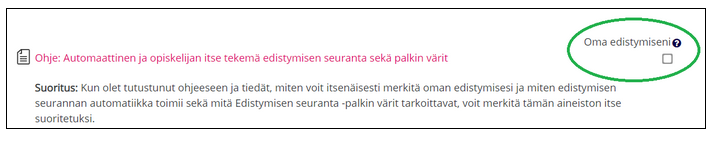 Oma edistymiseni
Ohje: Automaattinen ja opiskelijan itse tekemä edistymisen seuranta sekä palkin värit
Suoritus: Kun olet tutustunut ohjeeseen ja tiedät, miten voit itsenäisesti merkitä oman edistymisesi ja miten edistymisen
seurannan automatiikka toimii sekä mitä Edistymisen seuranta -palkin värit tarkoittavat, voit merkitä tämän aineiston itse
suoritetuksi.